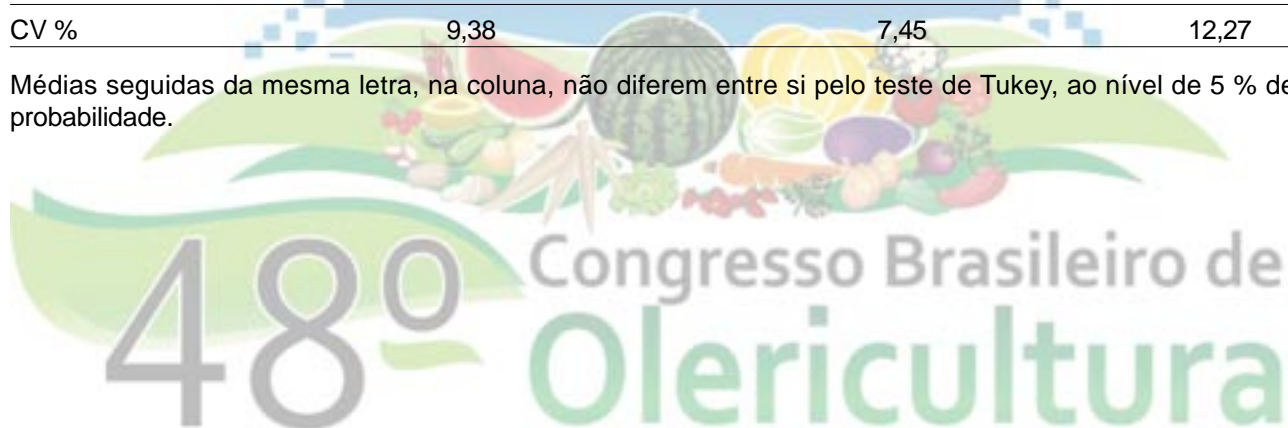 CV % 9,38 7,45 12,27
Médias seguidas da mesma letra, na coluna, não diferem entre si pelo teste de Tukey, ao nível de 5 % de
probabilidade.
48º Congresso Brasileiro de
Olericultura